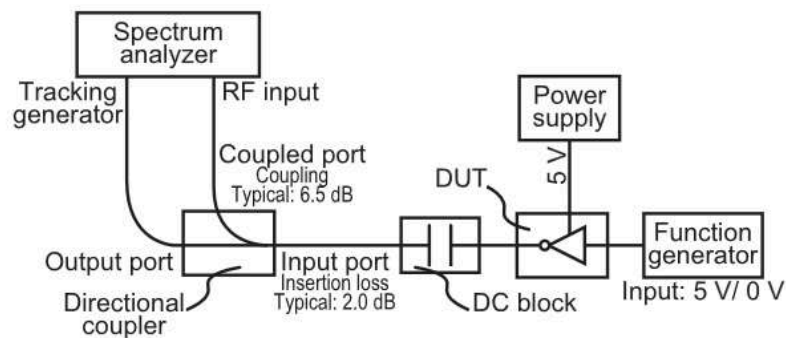 Spectrum
analyzer
Tracking
generator
RF input
Power
supply
Coupled port
Coupling
Typical: 6.5 dB
5 V
DUT
Function
generator
Output port
Input port
Insertion loss
Typical: 2.0 dB
Input: 5 V/ 0 V
Directional
coupler
DC block